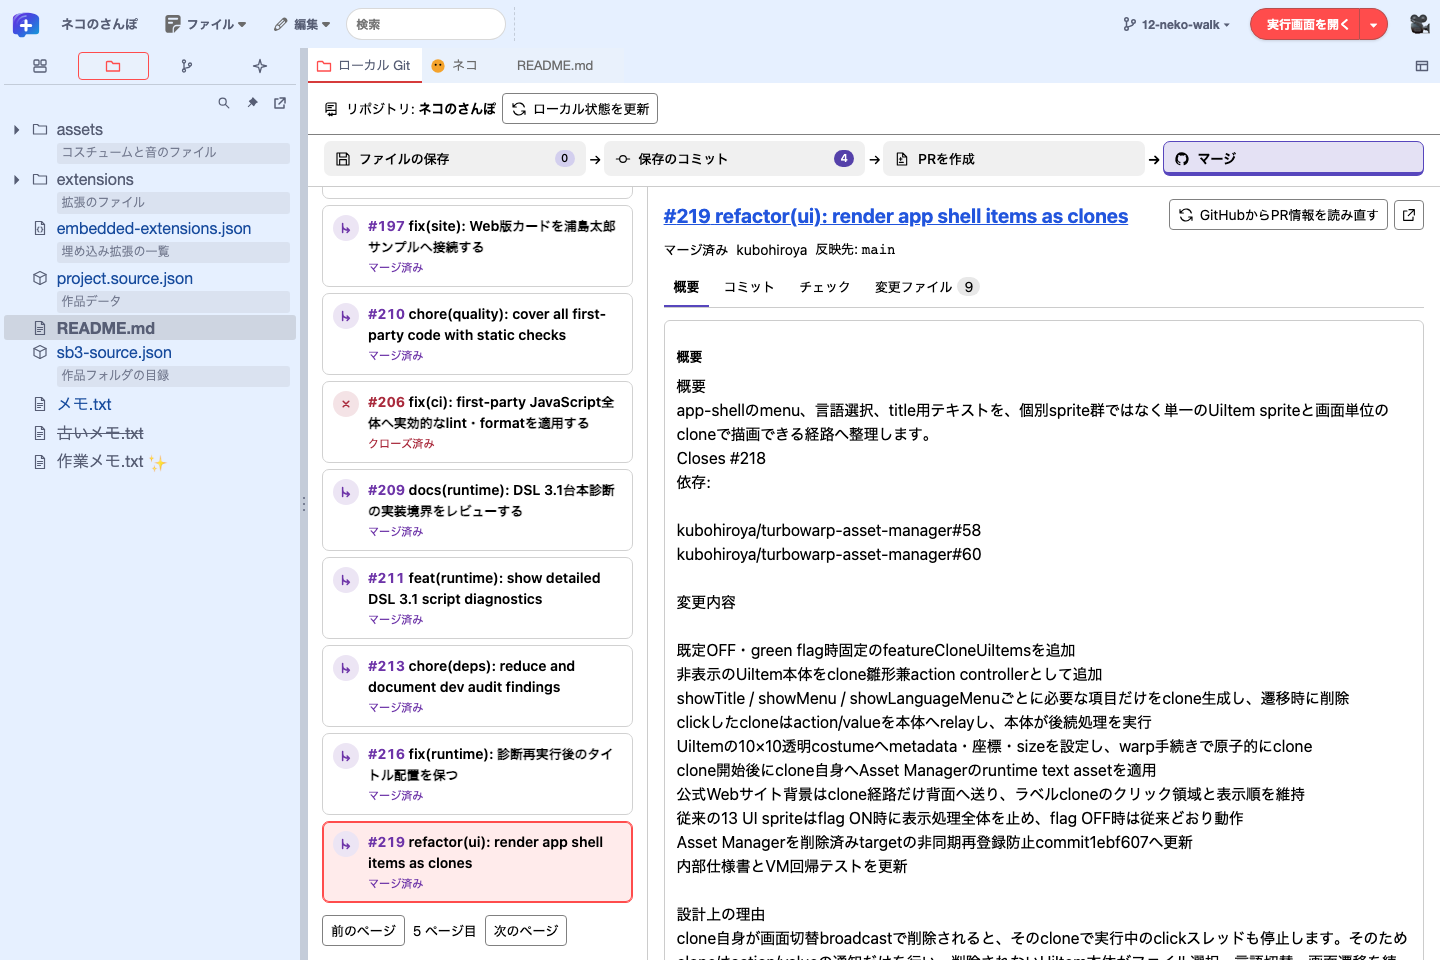 ネコのさんぽ
ファイル
編集
検索
12-neko-walk
実行画面を開く
ローカル Git
ネコ
README.md
リポジトリ: ネコのさんぽ
ローカル状態を更新
assets
コスチュームと音のファイル
extensions
拡張のファイル
embedded-extensions.json
埋め込み拡張の一覧
project.source.json
作品データ
README.md
sb3-source.json
作品フォルダの目録
メモ.txt
古いメモ.txt
作業メモ.txt ✨
ファイルの保存 0
保存のコミット 4
PRを作成
マージ
#197 fix(site): Web版カードを浦島太郎
サンプルへ接続する
マージ済み
#210 chore(quality): cover all first-
party code with static checks
マージ済み
#206 fix(ci): first-party JavaScript全
体へ実効的なlint・formatを適用する
クローズ済み
#209 docs(runtime): DSL 3.1台本診断
の実装境界をレビューする
マージ済み
#211 feat(runtime): show detailed
DSL 3.1 script diagnostics
マージ済み
#213 chore(deps): reduce and
document dev audit findings
マージ済み
#216 fix(runtime): 診断再実行後のタイ
トル配置を保つ
マージ済み
#219 refactor(ui): render app shell
items as clones
マージ済み
前のページ
5 ページ目
次のページ
#219 refactor(ui): render app shell items as clones
GitHubからPR情報を読み直す
マージ済み kubohiroya 反映先: main
概要
コミット
チェック
変更ファイル 9
概要
概要
app-shellのmenu、言語選択、title用テキストを、個別sprite群ではなく単一のUiItem spriteと画面単位の
cloneで描画できる経路へ整理します。
Closes #218
依存:
kubohiroya/turbowarp-asset-manager#58
kubohiroya/turbowarp-asset-manager#60
変更内容
既定OFF・green flag時固定のfeatureCloneUiItemsを追加
非表示のUiItem本体をclone雛形兼action controllerとして追加
showTitle / showMenu / showLanguageMenuごとに必要な項目だけをclone生成し、遷移時に削除
clickしたcloneはaction/valueを本体へrelayし、本体が後続処理を実行
UiItemの10×10透明costumeへmetadata・座標・sizeを設定し、warp手続きで原子的にclone
clone開始後にclone自身へAsset Managerのruntime text assetを適用
公式Webサイト背景はclone経路だけ背面へ送り、ラベルcloneのクリック領域と表示順を維持
従来の13 UI spriteはflag ON時に表示処理全体を止め、flag OFF時は従来どおり動作
Asset Managerを削除済みtargetの非同期再登録防止commit1ebf607へ更新
内部仕様書とVM回帰テストを更新
設計上の理由
clone自身が画面切替broadcastで削除されると、そのcloneで実行中のclickスレッドも停止します。そのため